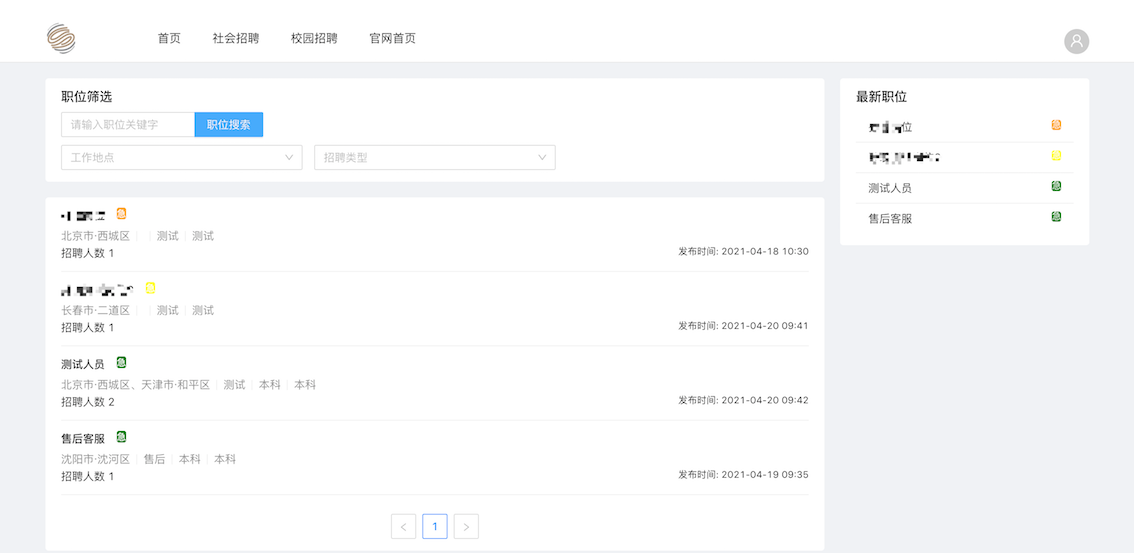 首页 社会招聘 校园招聘 官网首页
职位筛选
请输入职位关键字 职位搜索
工作地点 招聘类型
急
北京市·西城区 测试 测试
招聘人数 1
发布时间: 2021-04-18 10:30
急
长春市·二道区 测试 测试
招聘人数 1
发布时间: 2021-04-20 09:41
测试人员 急
北京市·西城区、天津市·和平区 测试 本科 本科
招聘人数 2
发布时间: 2021-04-20 09:42
售后客服 急
沈阳市·沈河区 售后 本科 本科
招聘人数 1
发布时间: 2021-04-19 09:35
< 1 >
最新职位
位 急
急
测试人员 急
售后客服 急